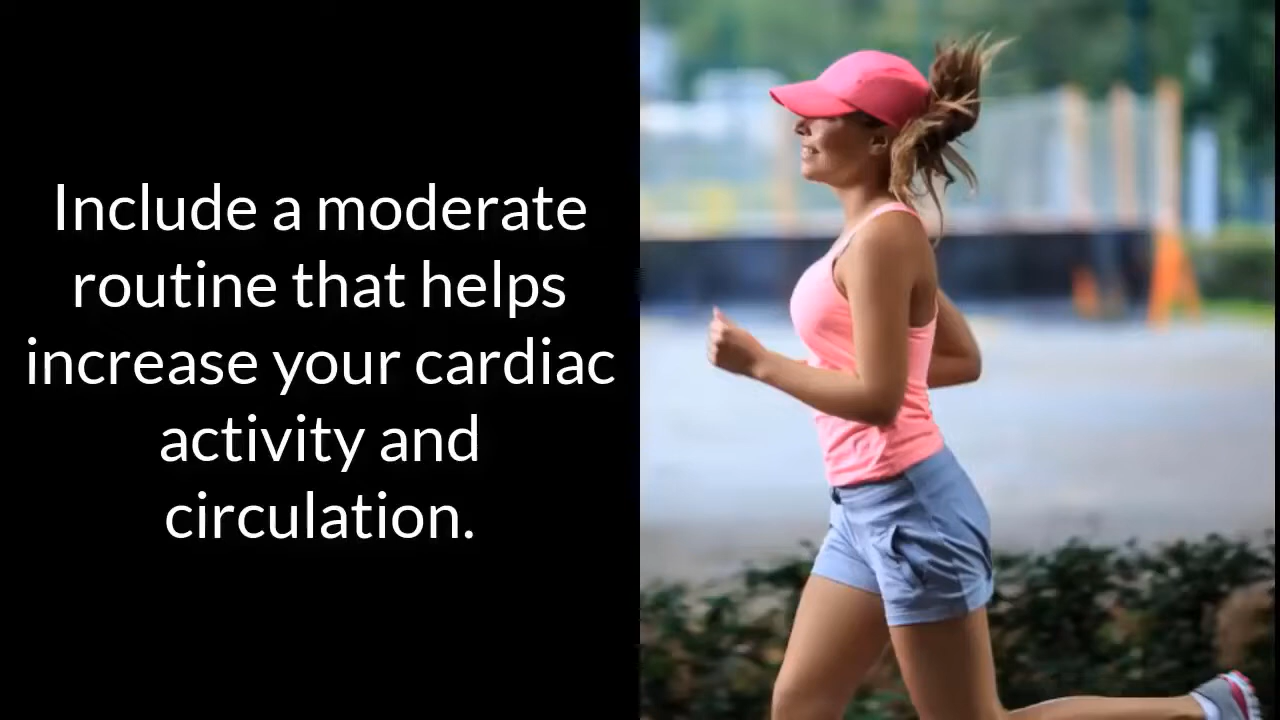 Include a moderate
routine that helps
increase your cardiac
activity and
circulation.